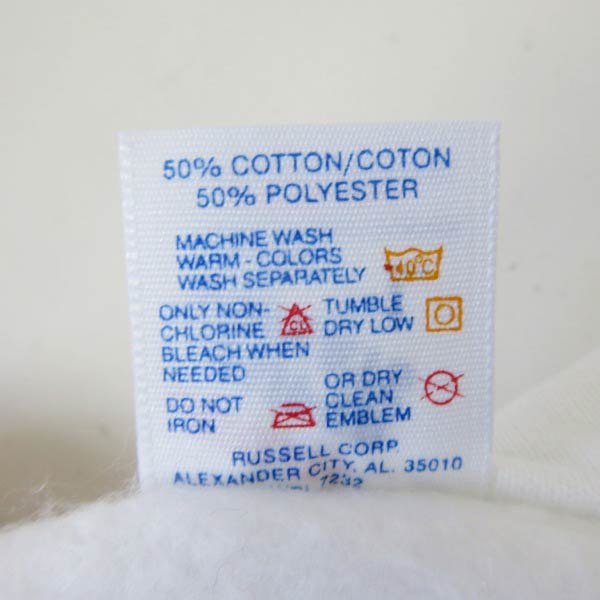 50% COTTON/COTON
50% POLYESTER
MACHINE WASH
WARM - COLORS
WASH SEPARATELY
40°C
ONLY NON-
CHLORINE
BLEACH WHEN
NEEDED
CL
TUMBLE
DRY LOW
DO NOT
IRON
OR DRY
CLEAN
EMBLEM
RUSSELL CORP.
ALEXANDER CITY, AL. 35010